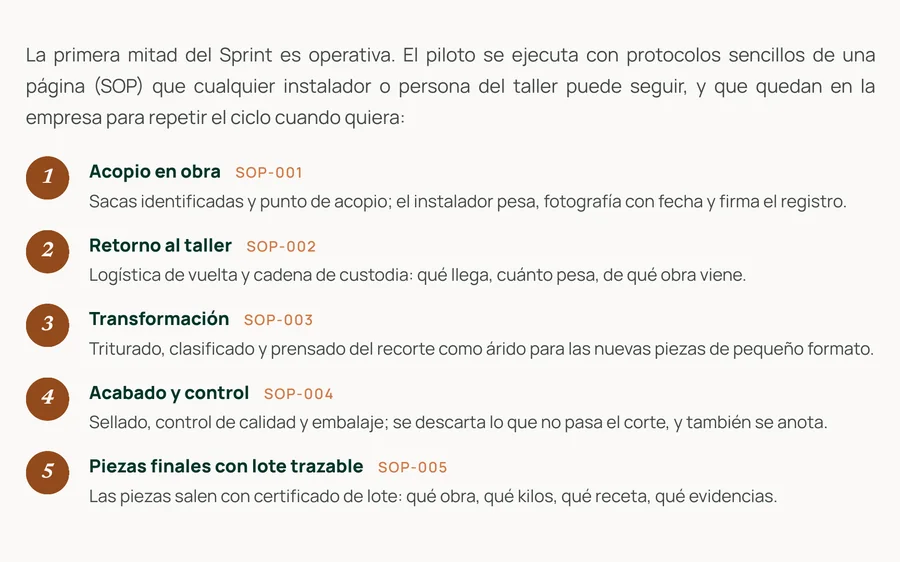 La primera mitad del Sprint es operativa. El piloto se ejecuta con protocolos sencillos de una
página (SOP) que cualquier instalador o persona del taller puede seguir, y que quedan en la
empresa para repetir el ciclo cuando quiera:
1 Acopio en obra SOP-001
Sacas identificadas y punto de acopio; el instalador pesa, fotografía con fecha y firma el registro.
2 Retorno al taller SOP-002
Logística de vuelta y cadena de custodia: qué llega, cuánto pesa, de qué obra viene.
3 Transformación SOP-003
Triturado, clasificado y prensado del recorte como árido para las nuevas piezas de pequeño formato.
4 Acabado y control SOP-004
Sellado, control de calidad y embalaje; se descarta lo que no pasa el corte, y también se anota.
5 Piezas finales con lote trazable SOP-005
Las piezas salen con certificado de lote: qué obra, qué kilos, qué receta, qué evidencias.